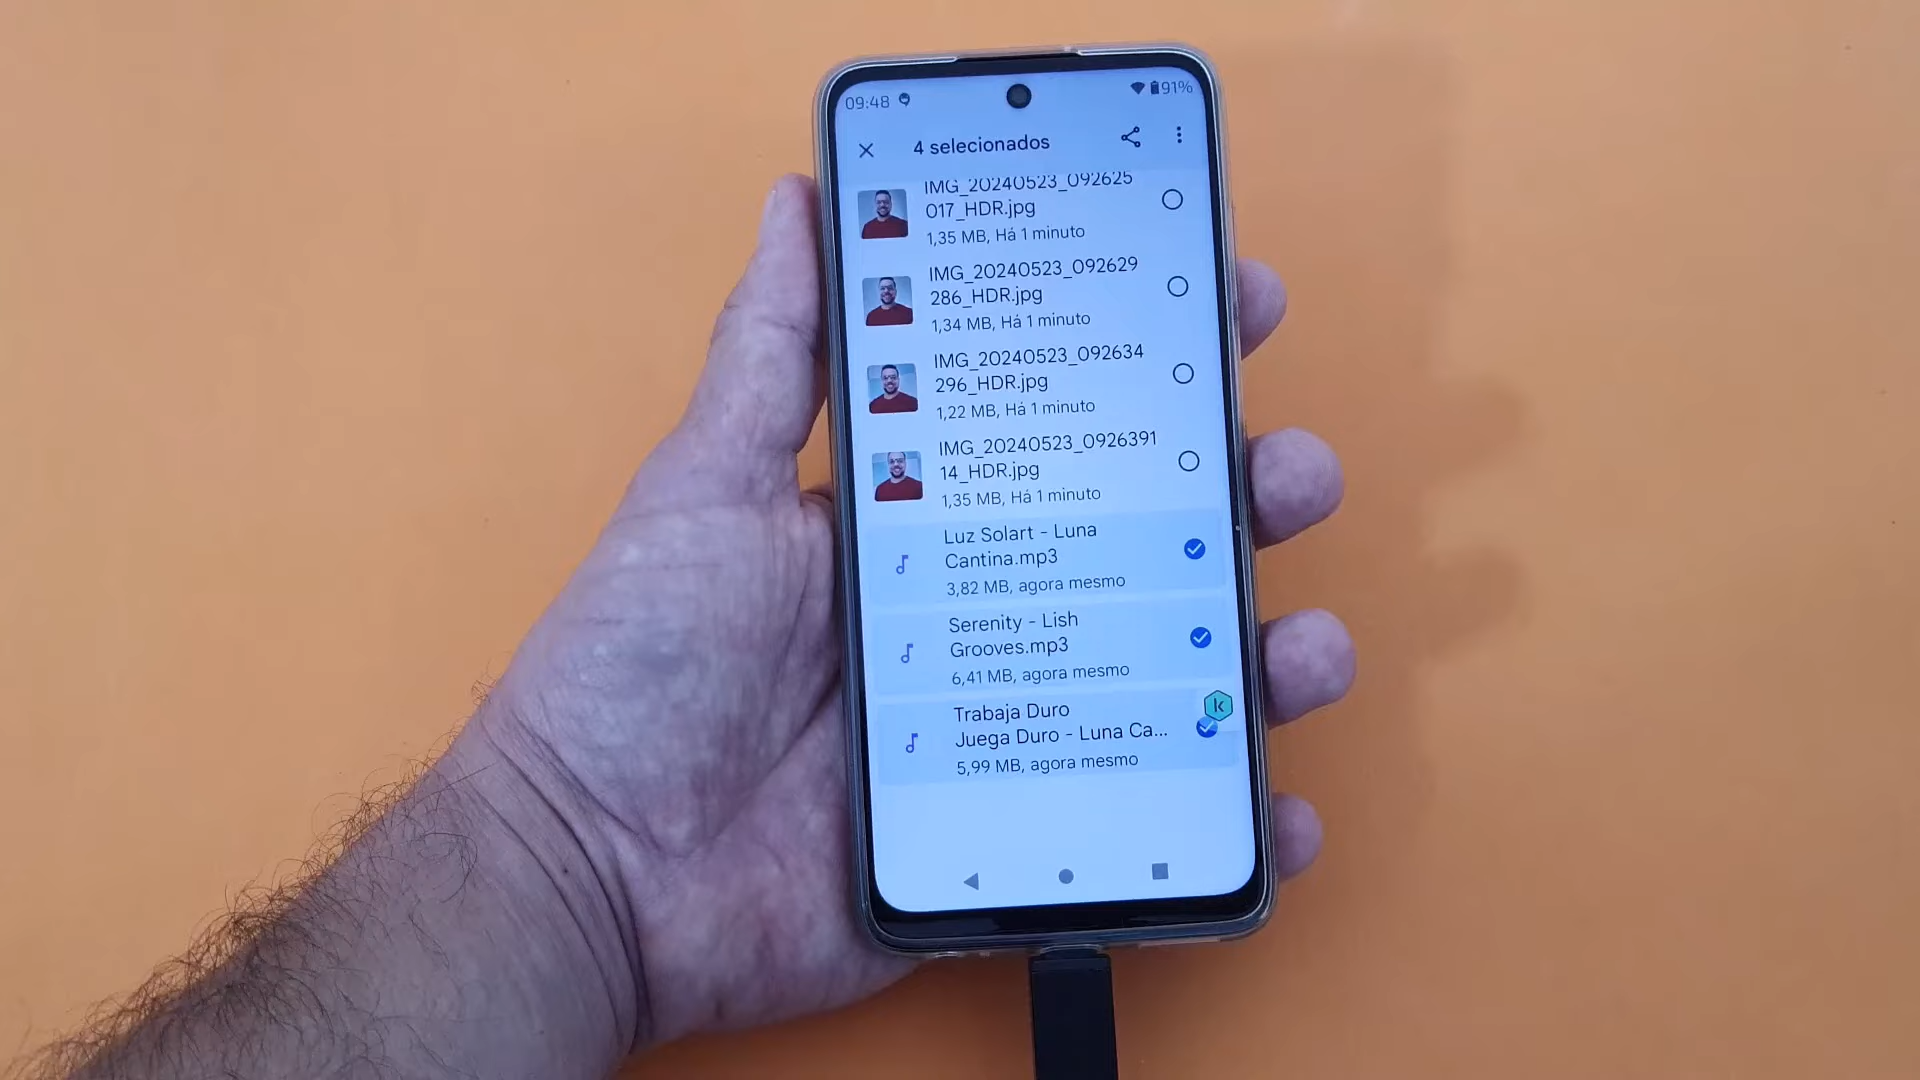 09:48
91%
4 selecionados
IMG_20240523_092625
017_HDR.jpg
1,35 MB, Há 1 minuto
IMG_20240523_092629
286_HDR.jpg
1,34 MB, Há 1 minuto
IMG_20240523_092634
296_HDR.jpg
1,22 MB, Há 1 minuto
IMG_20240523_0926391
14_HDR.jpg
1,35 MB, Há 1 minuto
Luz Solart - Luna
Cantina.mp3
3,82 MB, agora mesmo
Serenity - Lish
Grooves.mp3
6,41 MB, agora mesmo
k
Trabaja Duro
Juega Duro - Luna Ca...
5,99 MB, agora mesmo